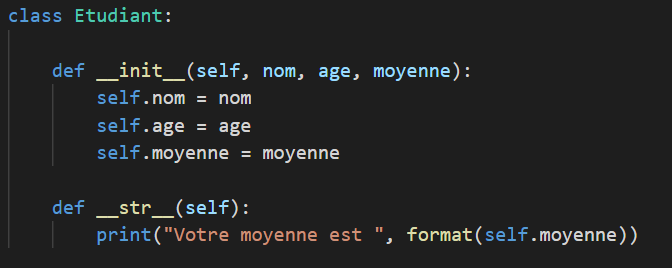 class Etudiant:
def __init__(self, nom, age, moyenne):
self.nom = nom
self.age = age
self.moyenne = moyenne
def __str__(self):
print("Votre moyenne est ", format(self.moyenne))